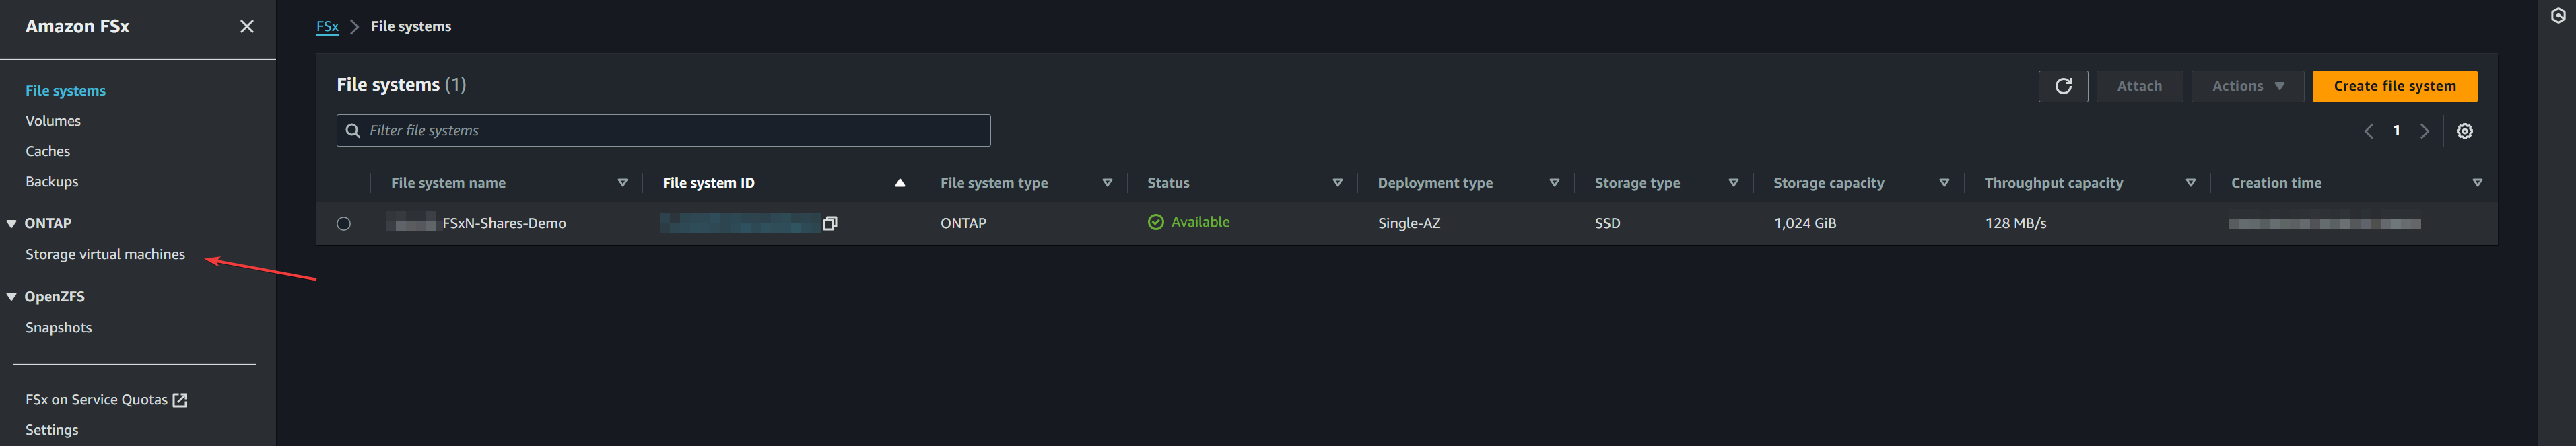 Amazon FSx
File systems
Volumes
Caches
Backups
ONTAP
Storage virtual machines
OpenZFS
Snapshots
FSx on Service Quotas
Settings
FSx > File systems
File systems (1)
Attach Actions Create file system
Filter file systems
1
File system name File system ID File system type Status Deployment type Storage type Storage capacity Throughput capacity Creation time
FSxN-Shares-Demo ONTAP Available Single-AZ SSD 1,024 GiB 128 MB/s